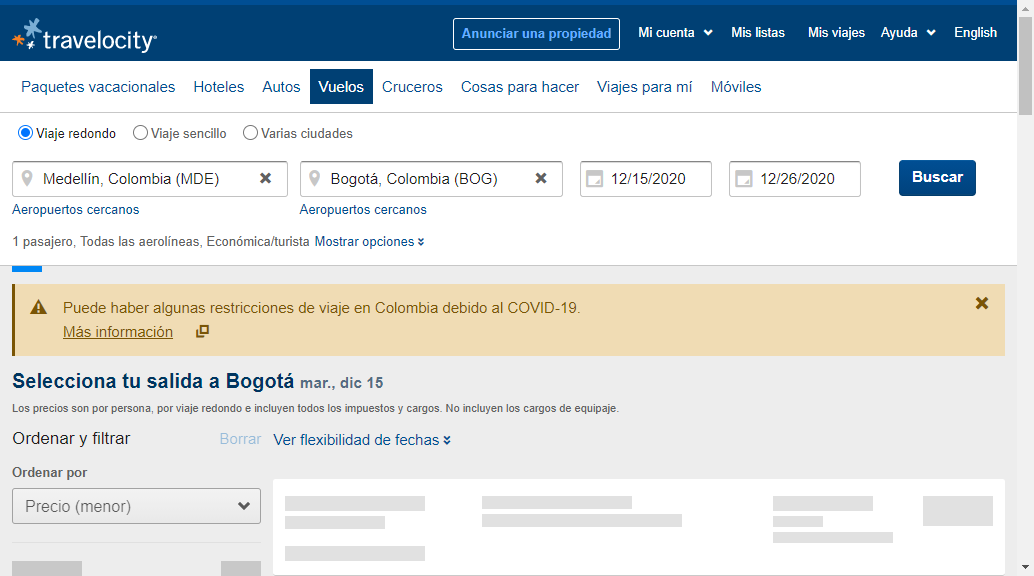 travelocity
Anunciar una propiedad
Mi cuenta
Mis listas
Mis viajes
Ayuda
English
Paquetes vacacionales
Hoteles
Autos
Vuelos
Cruceros
Cosas para hacer
Viajes para mí
Móviles
Viaje redondo
Viaje sencillo
Varias ciudades
Medellín, Colombia (MDE)
Bogotá, Colombia (BOG)
12/15/2020
12/26/2020
Buscar
Aeropuertos cercanos
Aeropuertos cercanos
1 pasajero, Todas las aerolíneas, Económica/turista Mostrar opciones
Puede haber algunas restricciones de viaje en Colombia debido al COVID-19.
Más información
Selecciona tu salida a Bogotá mar., dic 15
Los precios son por persona, por viaje redondo e incluyen todos los impuestos y cargos. No incluyen los cargos de equipaje.
Ordenar y filtrar
Borrar
Ver flexibilidad de fechas
Ordenar por
Precio (menor)